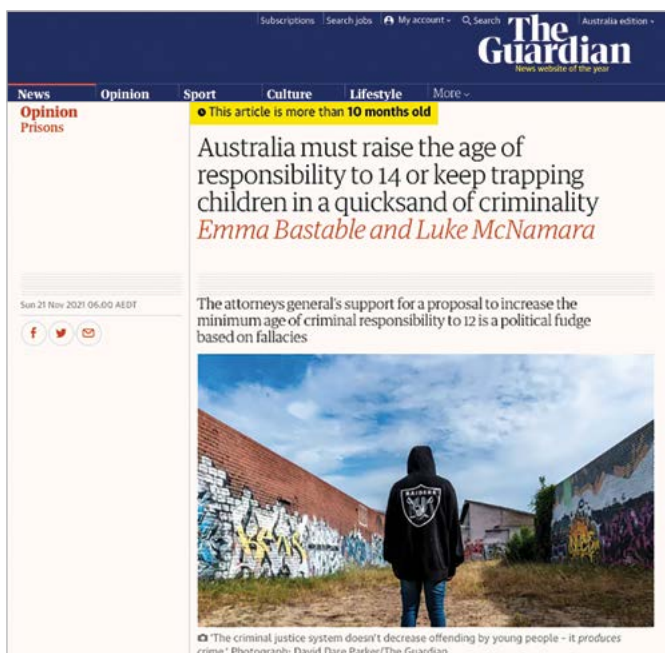 Subscriptions Search jobs My account Search Australia edition
The
Guardian
News website of the year
News Opinion Sport Culture Lifestyle More
Opinion
Prisons
This article is more than 10 months old
Australia must raise the age of
responsibility to 14 or keep trapping
children in a quicksand of criminality
Emma Bastable and Luke McNamara
Sun 21 Nov 2021 06.00 AEDT
The attorneys general's support for a proposal to increase the
minimum age of criminal responsibility to 12 is a political fudge
based on fallacies
RAIDERS
'The criminal justice system doesn't decrease offending by young people – it produces
crime.' Photograph: David Dare Parker/The Guardian